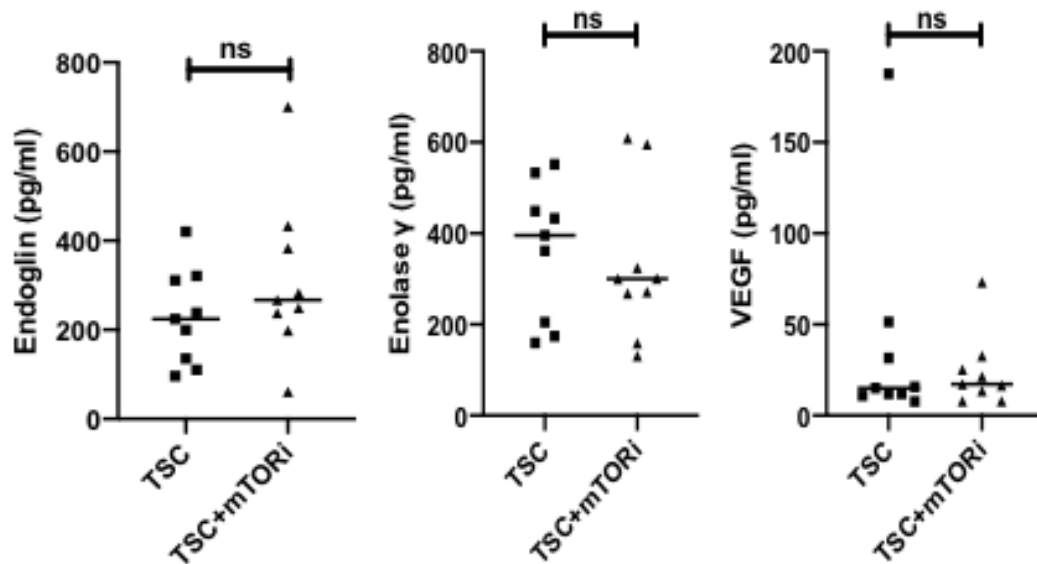 ns
800
600
400
200
0
Endoglin (pg/ml)
TSC
TSC+mTORi
ns
800
600
400
200
0
Enolase γ (pg/ml)
TSC
TSC+mTORi
ns
200
150
100
50
0
VEGF (pg/ml)
TSC
TSC+mTORi